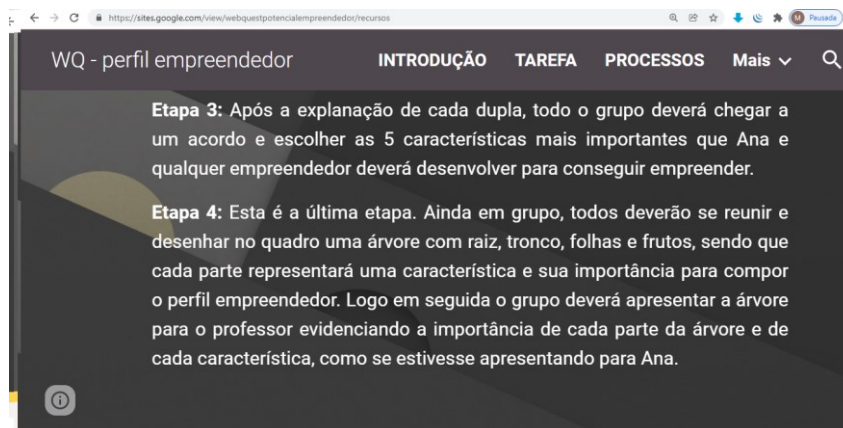 https://sites.google.com/view/webquestpotencialempreendedor/recursos
M Pausada
WQ - perfil empreendedor INTRODUÇÃO TAREFA PROCESSOS Mais
Etapa 3: Após a explanação de cada dupla, todo o grupo deverá chegar a
um acordo e escolher as 5 características mais importantes que Ana e
qualquer empreendedor deverá desenvolver para conseguir empreender.
Etapa 4: Esta é a última etapa. Ainda em grupo, todos deverão se reunir e
desenhar no quadro uma árvore com raiz, tronco, folhas e frutos, sendo que
cada parte representará uma característica e sua importância para compor
o perfil empreendedor. Logo em seguida o grupo deverá apresentar a árvore
para o professor evidenciando a importância de cada parte da árvore e de
cada característica, como se estivesse apresentando para Ana.